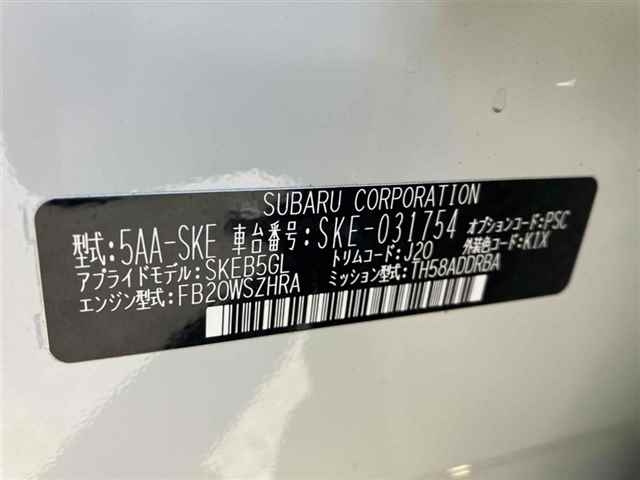 SUBARU CORPORATION
型式:5AA-SKE 車台番号:SKE-031754 オプションコード:PSC
アプライドモデル:SKEB5GL トリムコード:J20 外装色コード:K1X
エンジン型式:FB20WSZHRA ミッション型式:TH58ADDRBA